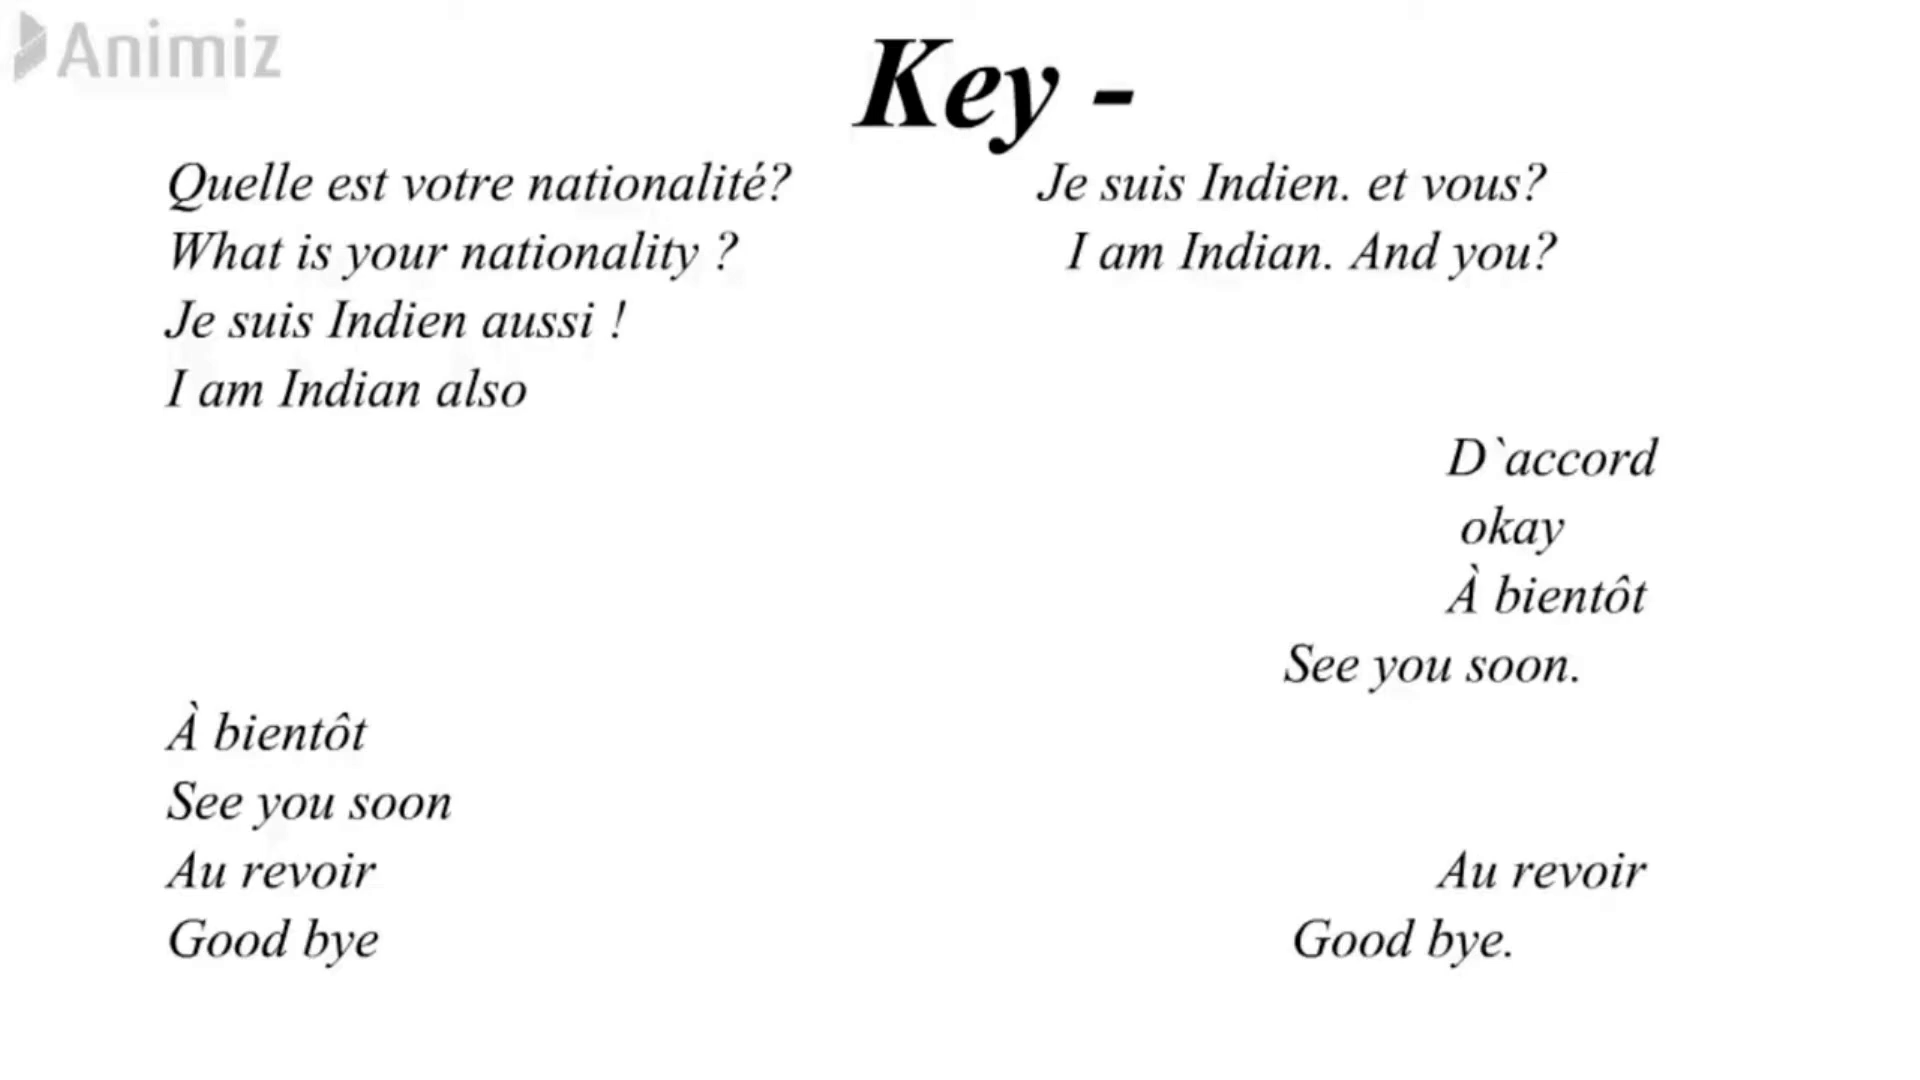 Animiz
Key -
Quelle est votre nationalité? Je suis Indien. et vous?
What is your nationality ? I am Indian. And you?
Je suis Indien aussi !
I am Indian also
D`accord
okay
À bientôt
See you soon.
À bientôt
See you soon
Au revoir Au revoir
Good bye Good bye.